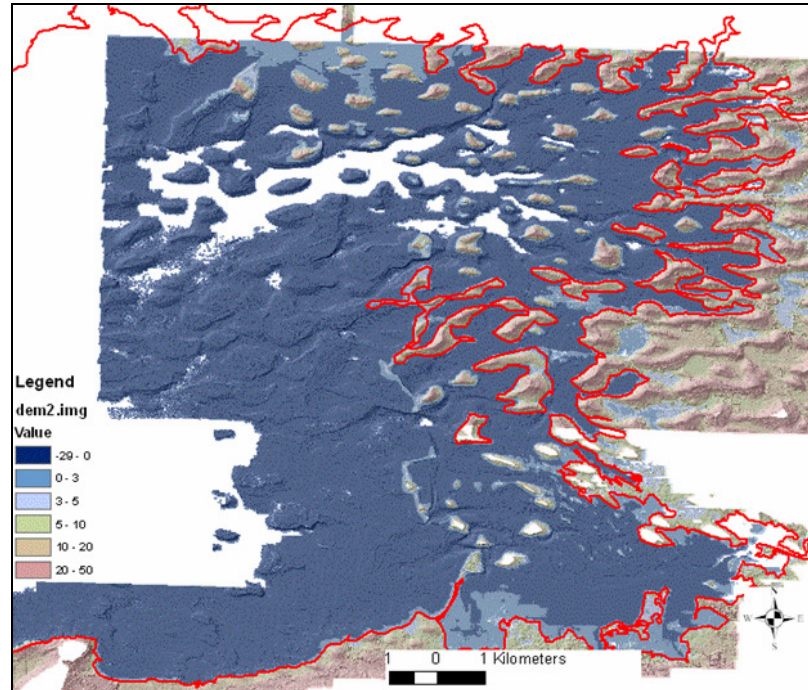 Legend
dem2.img
Value
-29 - 0
0 - 3
3 - 5
5 - 10
10 - 20
20 - 50
1 0 1 Kilometers
N
W E
S